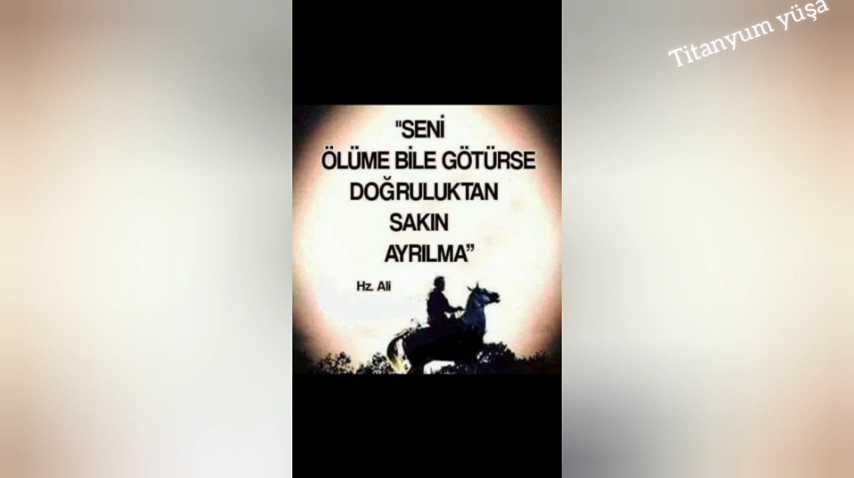 Titanyum yüşa
"SENİ
ÖLÜME BİLE GÖTÜRSE
DOĞRULUKTAN
SAKIN
AYRILMA”
Hz. Ali